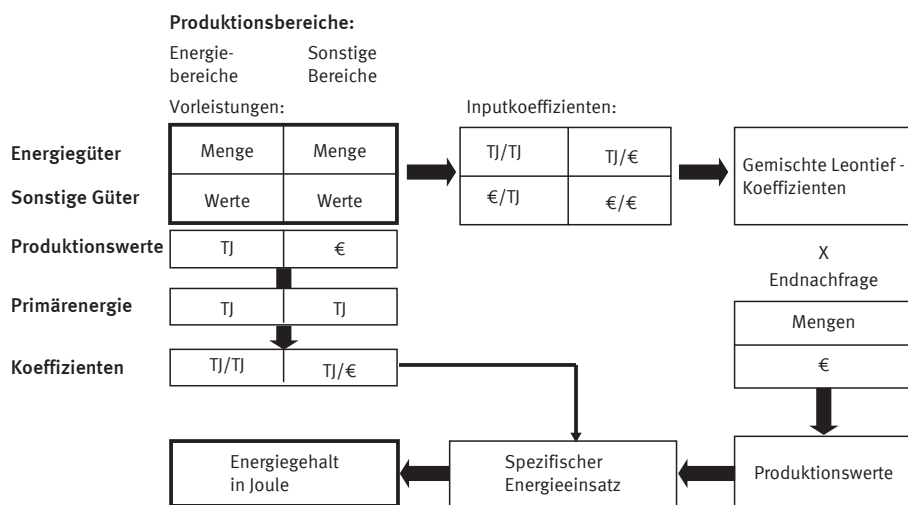 Produktionsbereiche:
Energie-
bereiche
Sonstige
Bereiche
Vorleistungen:
Inputkoeffizienten:
Energiegüter
Menge
Menge
TJ/TJ
TJ/€
Gemischte Leontief -
Koeffizienten
Sonstige Güter
Werte
Werte
€/TJ
€/€
Produktionswerte
TJ
€
X
Endnachfrage
Primärenergie
TJ
TJ
Mengen
€
Koeffizienten
TJ/TJ
TJ/€
Energiegehalt
in Joule
Spezifischer
Energieeinsatz
Produktionswerte